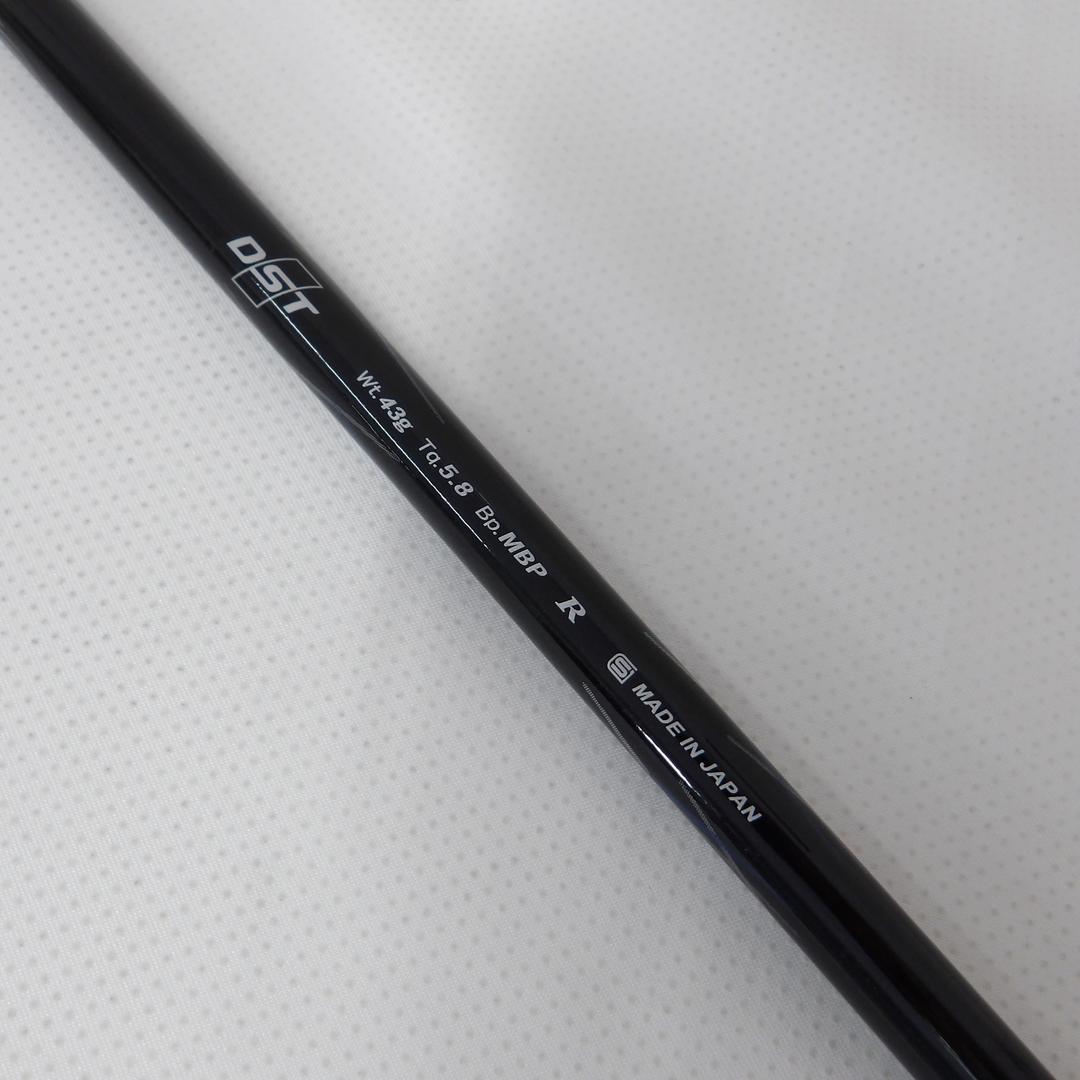 DST
Wt.43g Tq.5.8 Bp.MBP R
MADE IN JAPAN